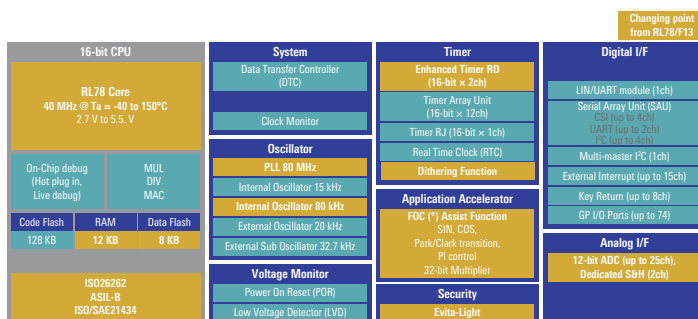 Changing point
from RL78/F13
16-bit CPU
RL78 Core
40 MHz @ Ta = -40 to 150°C
2.7 V to 5.5. V
On-Chip debug
(Hot plug in,
Live debug)
MUL
DIV
MAC
Code Flash
RAM
Data Flash
128 KB
12 KB
8 KB
ISO26262
ASIL-B
ISO/SAE21434
System
Data Transfer Controller
(DTC)
Clock Monitor
Oscillator
PLL 80 MHz
Internal Oscillator 15 kHz
Internal Oscillator 80 kHz
External Oscillator 20 kHz
External Sub Oscillator 32.7 kHz
Voltage Monitor
Power On Reset (POR)
Low Voltage Detector (LVD)
Timer
Enhanced Timer RD
(16-bit × 2ch)
Timer Array Unit
(16-bit × 12ch)
Timer RJ (16-bit × 1ch)
Real Time Clock (RTC)
Dithering Function
Application Accelerator
FOC (*) Assist Function
SIN, COS,
Park/Clark transition,
PI control
32-bit Multiplier
Security
Evita-Light
Digital I/F
LIN/UART module (1ch)
Serial Array Unit (SAU)
CSI (up to 4ch)
UART (up to 2ch)
I²C (up to 4ch)
Multi-master I²C (1ch)
External Interrupt (up to 15ch)
Key Return (up to 8ch)
GP I/O Ports (up to 74)
Analog I/F
12-bit ADC (up to 25ch),
Dedicated S&H (2ch)